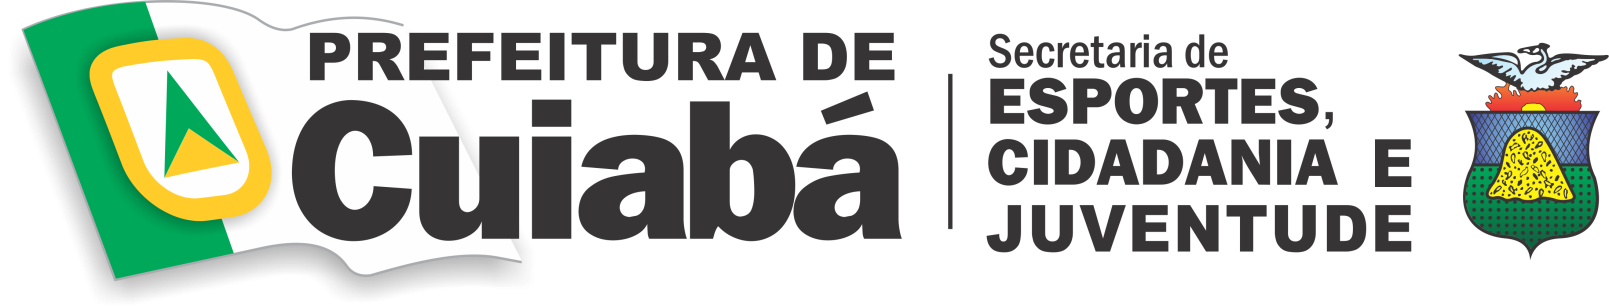 PREFEITURA DE
Cuiabá
Secretaria de
ESPORTES,
CIDADANIA E
JUVENTUDE